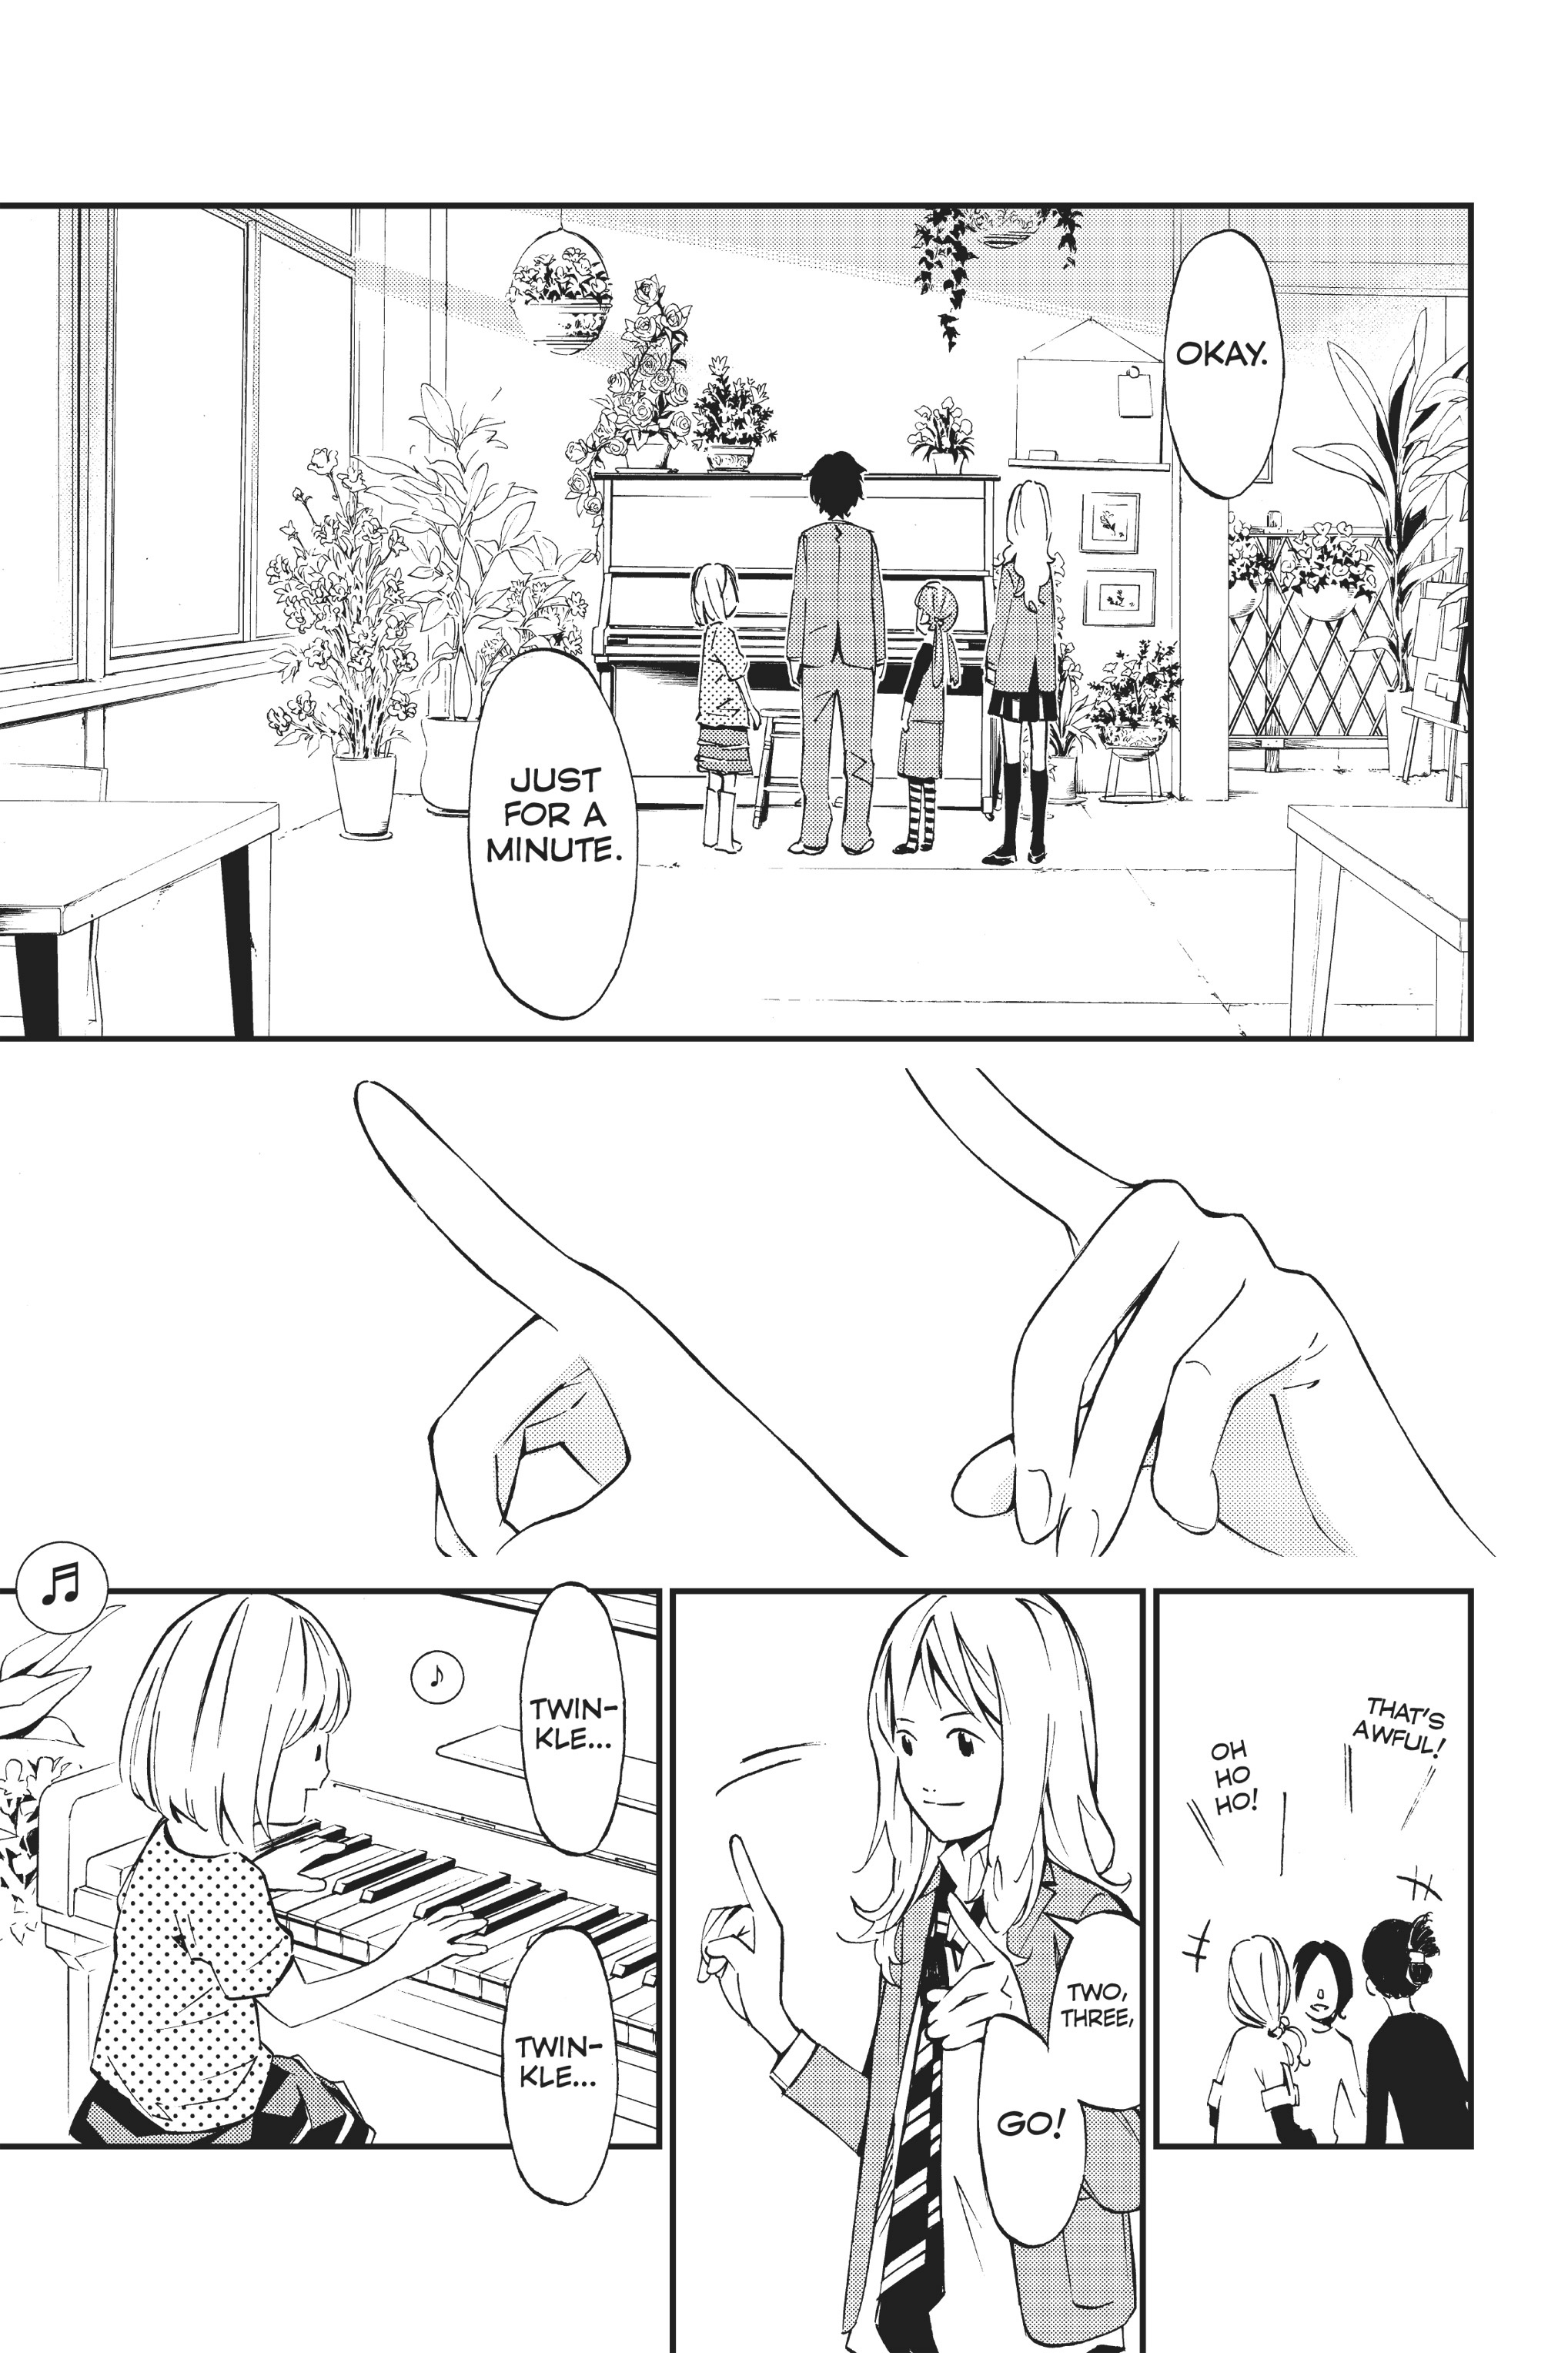 OKAY.
JUST
FOR A
MINUTE.
THAT'S
AWFUL!
OH
HO
HO!
TWO,
THREE,
GO!
TWIN-
KLE...
TWIN-
KLE...